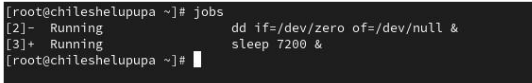 [root@chileshelupupa ~]# jobs
[2]-  Running                 dd if=/dev/zero of=/dev/null &
[3]+  Running                 sleep 7200 &
[root@chileshelupupa ~]#